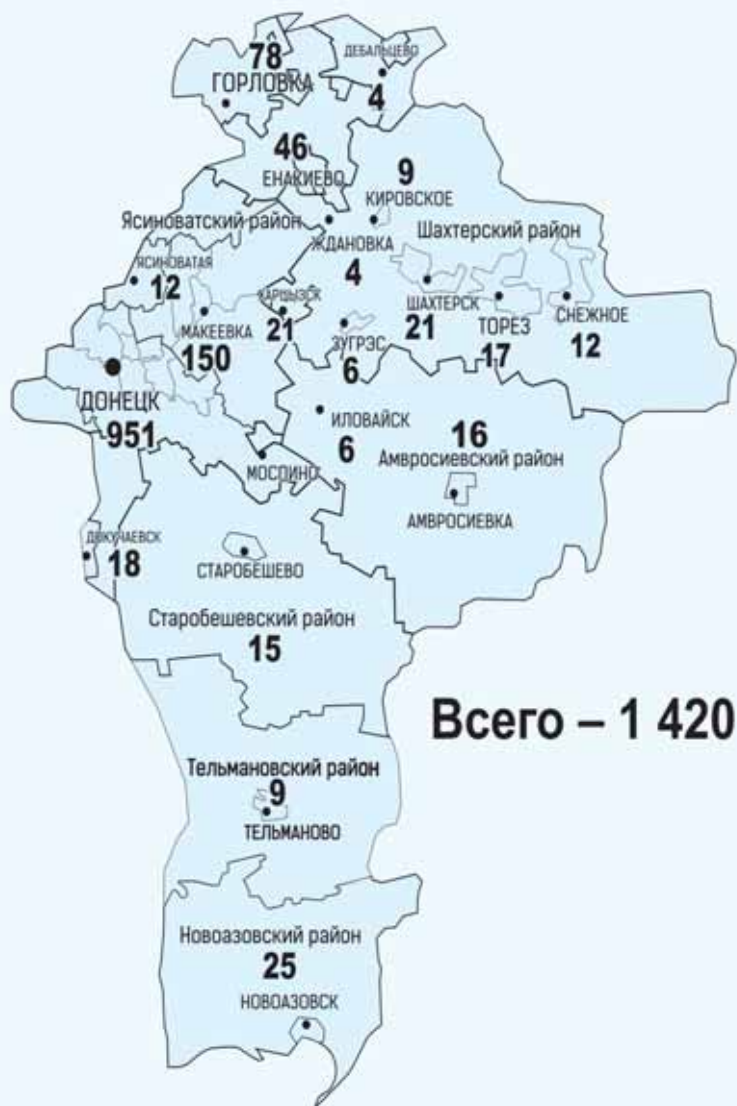 78
ГОРЛОВКА
ДЕБАЛЬЦЕВО
4
46
ЕНАКИЕВО
9
КИРОВСКОЕ
Ясиноватский район
ЖДАНОВКА
4
Шахтерский район
ЯСИНОВАТАЯ
12
МАКЕЕВКА
150
ХАРЦЫЗСК
21
ЗУГРЭС
6
ШАХТЕРСК
21
ТОРЕЗ
17
СНЕЖНОЕ
12
ДОНЕЦК
951
МОСПИНО
ИЛОВАЙСК
6
16
Амвросиевский район
АМВРОСИЕВКА
ДОКУЧАЕВСК
18
СТАРОБЕШЕВО
Старобешевский район
15
Всего – 1 420
Тельмановский район
9
ТЕЛЬМАНОВО
Новоазовский район
25
НОВОАЗОВСК